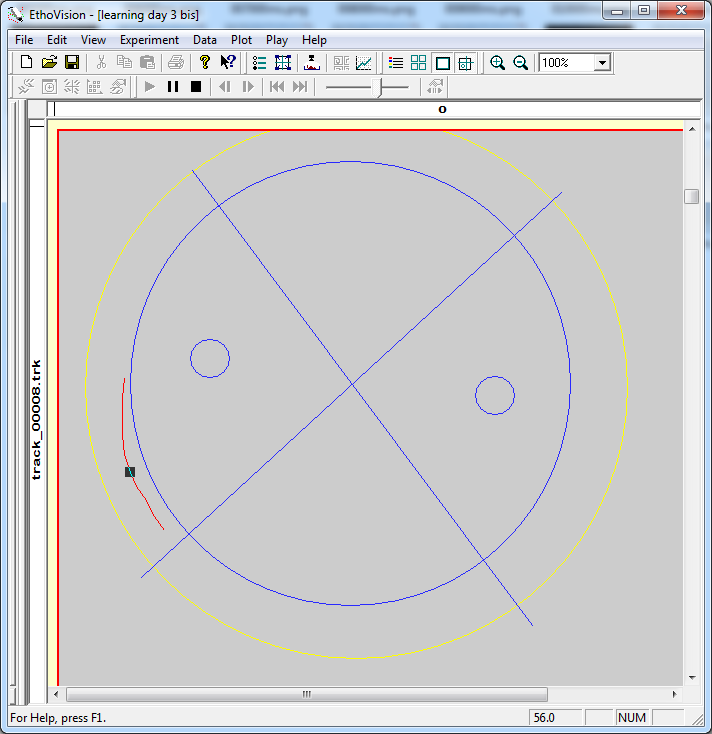 EthoVision - [learning day 3 bis]
File Edit View Experiment Data Plot Play Help
100%
o
track_00008.trk
For Help, press F1.
56.0
NUM